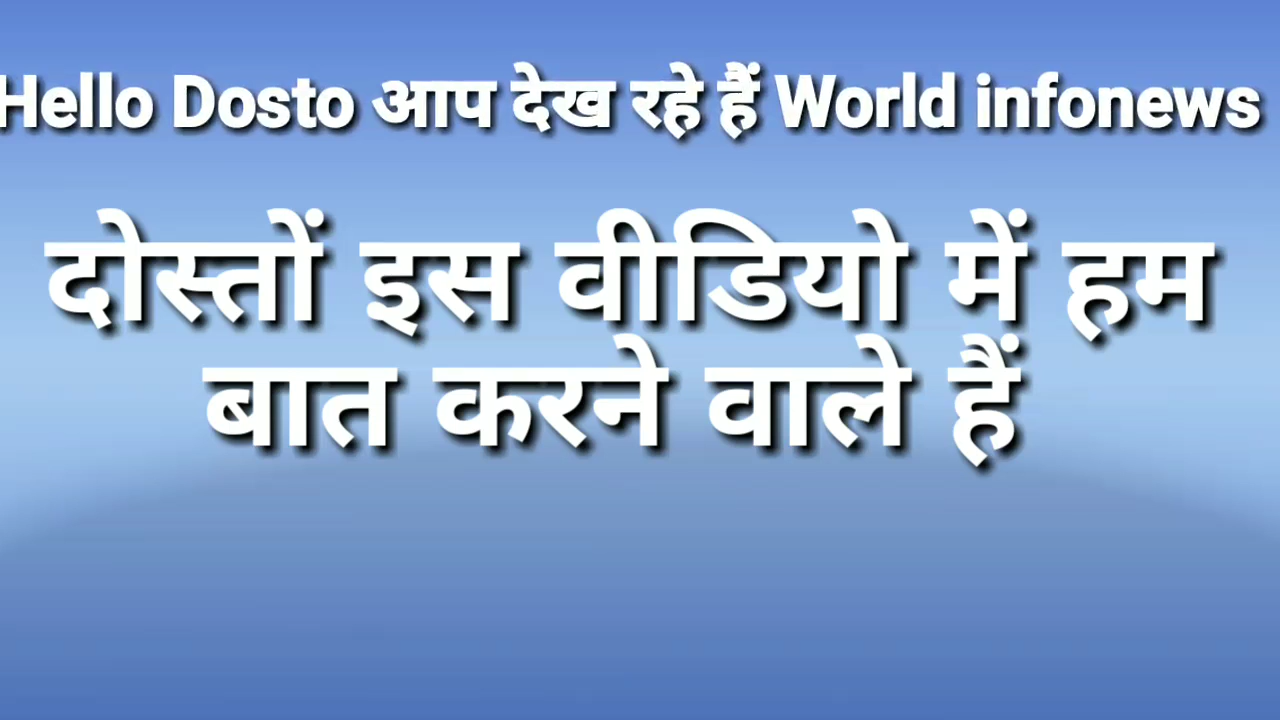 Hello Dosto आप देख रहे हैं World infonews
दोस्तों इस वीडियो में हम
बात करने वाले हैं